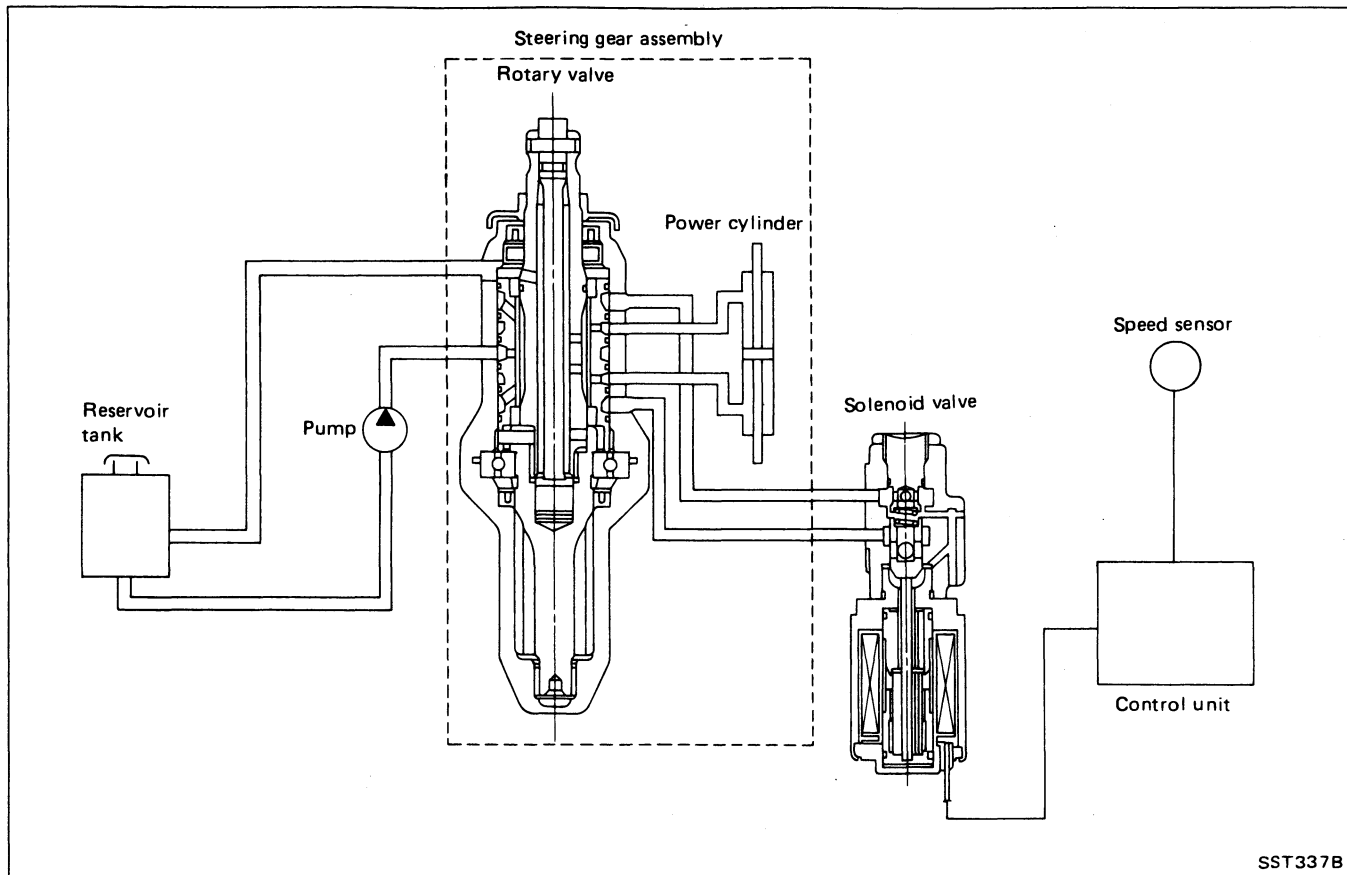 Steering gear assembly
Rotary valve
Power cylinder
Speed sensor
Solenoid valve
Reservoir
tank
Pump
Control unit
SST337B